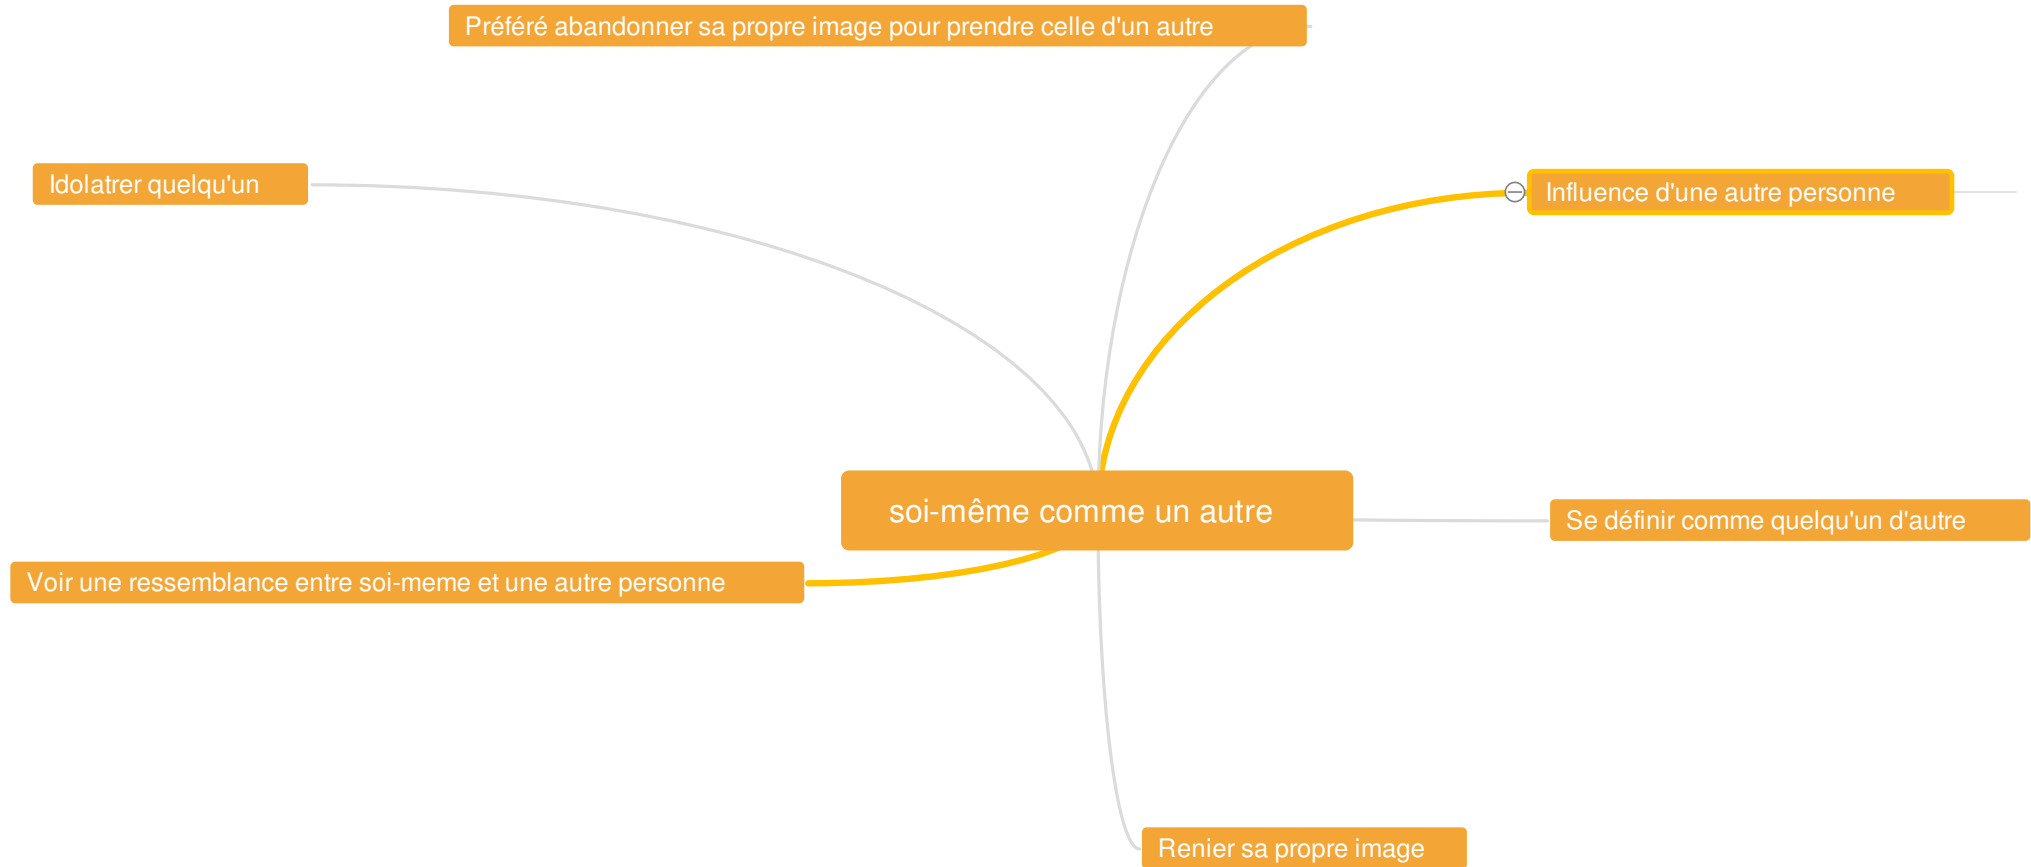 Préféré abandonner sa propre image pour prendre celle d'un autre
Idolatrer quelqu'un
Influence d'une autre personne
soi-même comme un autre
Se définir comme quelqu'un d'autre
Voir une ressemblance entre soi-meme et une autre personne
Renier sa propre image